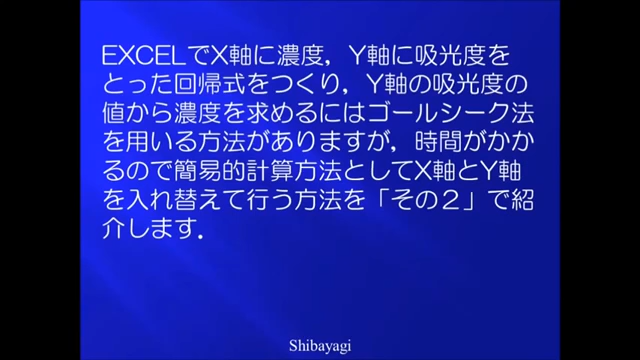 EXCELでX軸に濃度，Y軸に吸光度を
とった回帰式をつくり，Y軸の吸光度の
値から濃度を求めるにはゴールシーク法
を用いる方法がありますが，時間がかか
るので簡易的計算方法としてX軸とY軸
を入れ替えて行う方法を「その２」で紹
介します．
Shibayagi